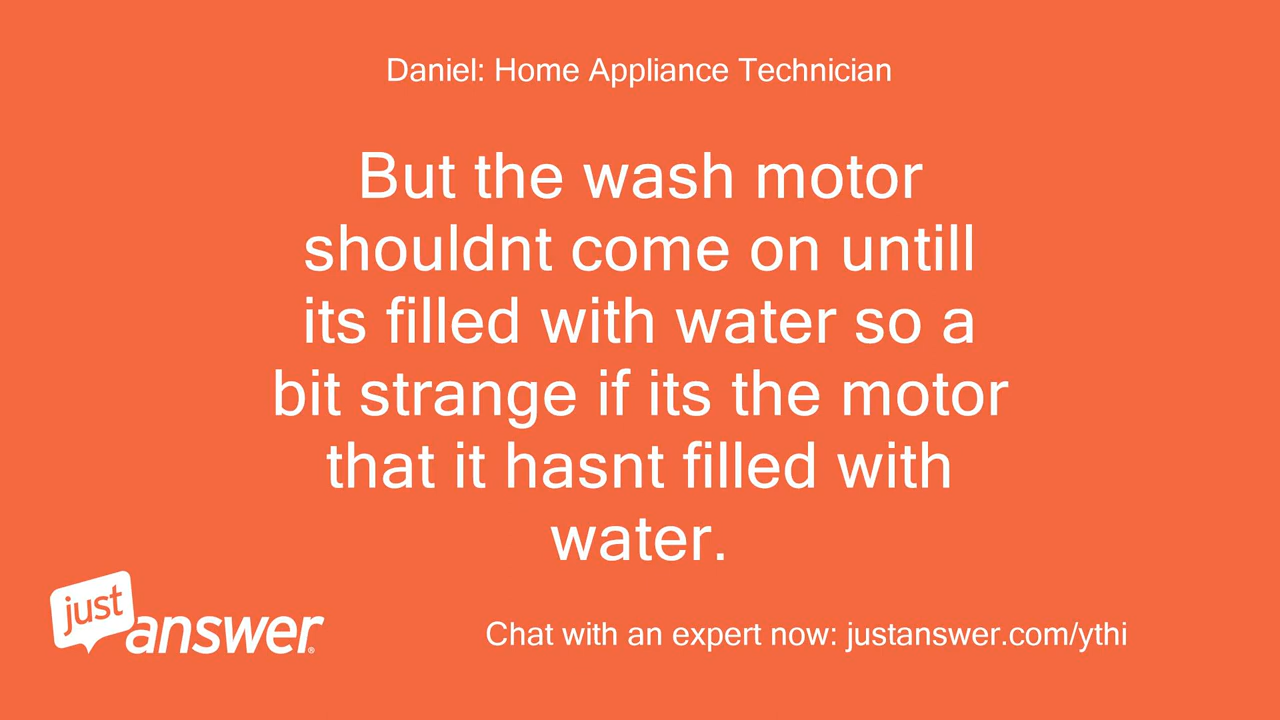 Daniel: Home Appliance Technician
But the wash motor
shouldnt come on untill
its filled with water so a
bit strange if its the motor
that it hasnt filled with
water.
just
answer®
Chat with an expert now: justanswer.com/ythi